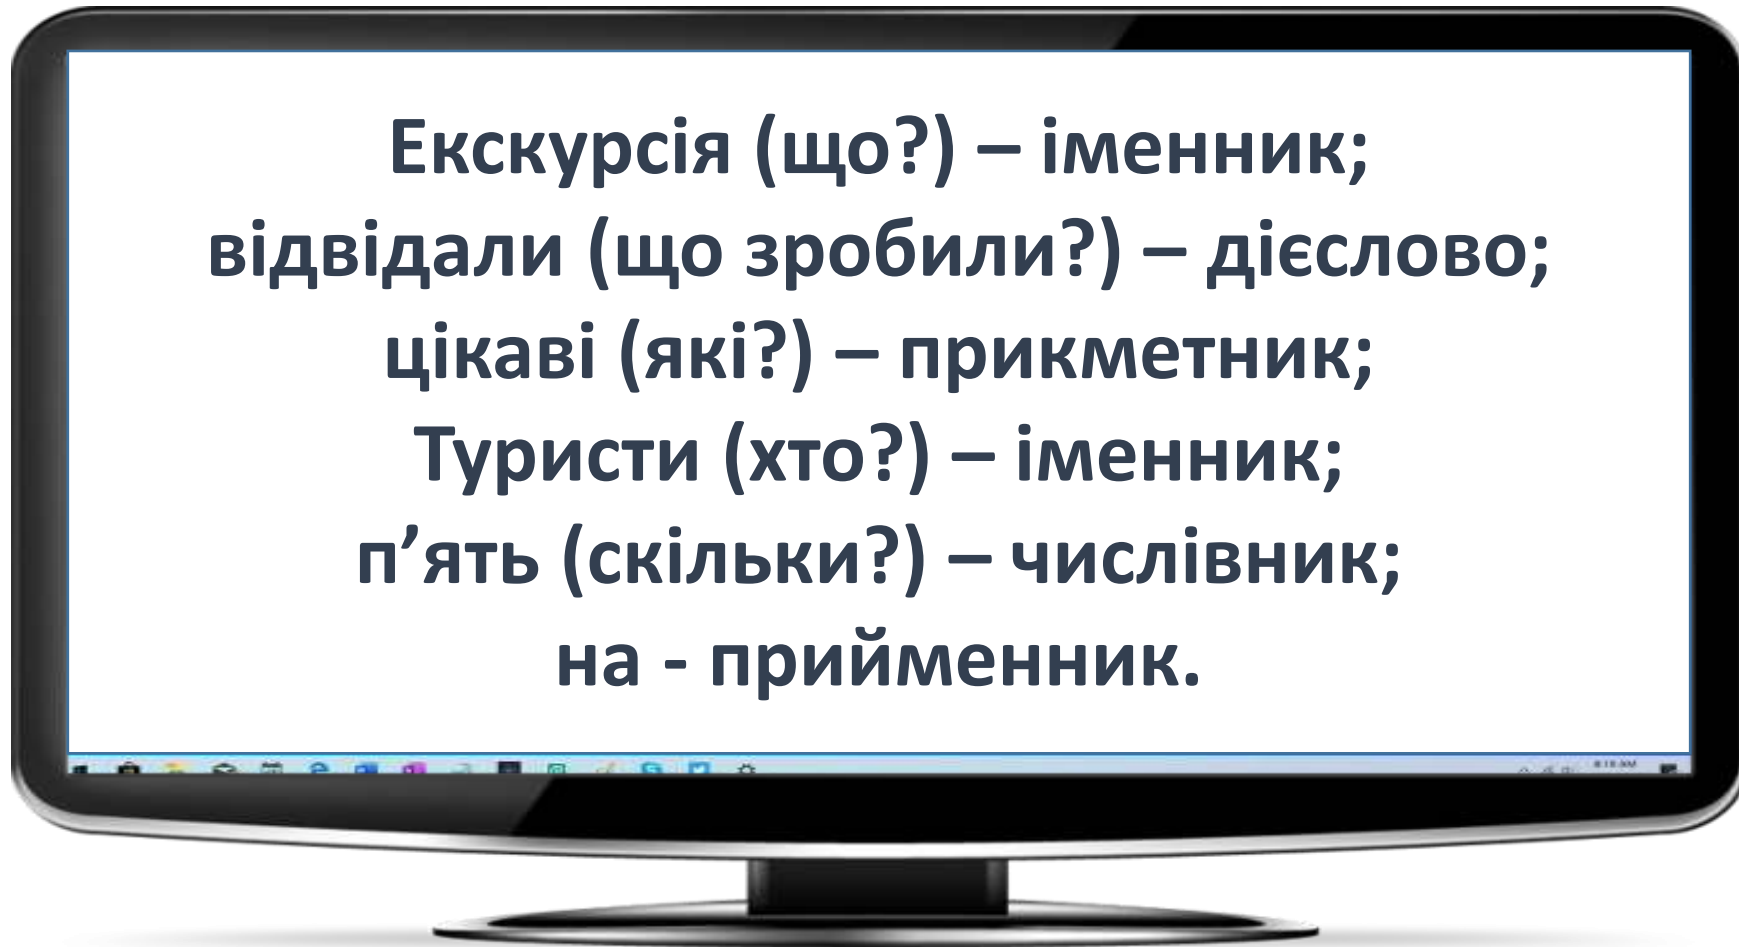 Екскурсія (що?) – іменник;
відвідали (що зробили?) – дієслово;
цікаві (які?) – прикметник;
Туристи (хто?) – іменник;
п’ять (скільки?) – числівник;
на - прийменник.